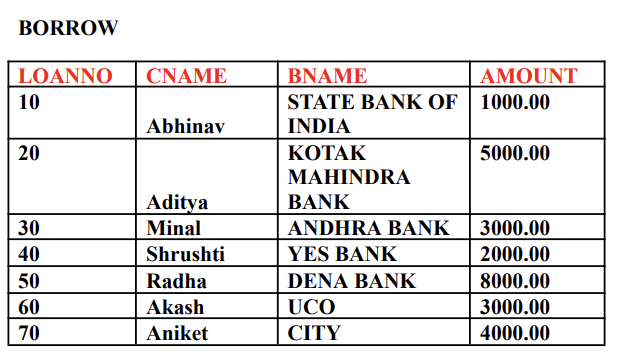 BORROW
LOANNO CNAME BNAME AMOUNT
10 STATE BANK OF 1000.00
Abhinav INDIA
20 KOTAK 5000.00
MAHINDRA
Aditya BANK
30 Minal ANDHRA BANK 3000.00
40 Shrushti YES BANK 2000.00
50 Radha DENA BANK 8000.00
60 Akash UCO 3000.00
70 Aniket CITY 4000.00